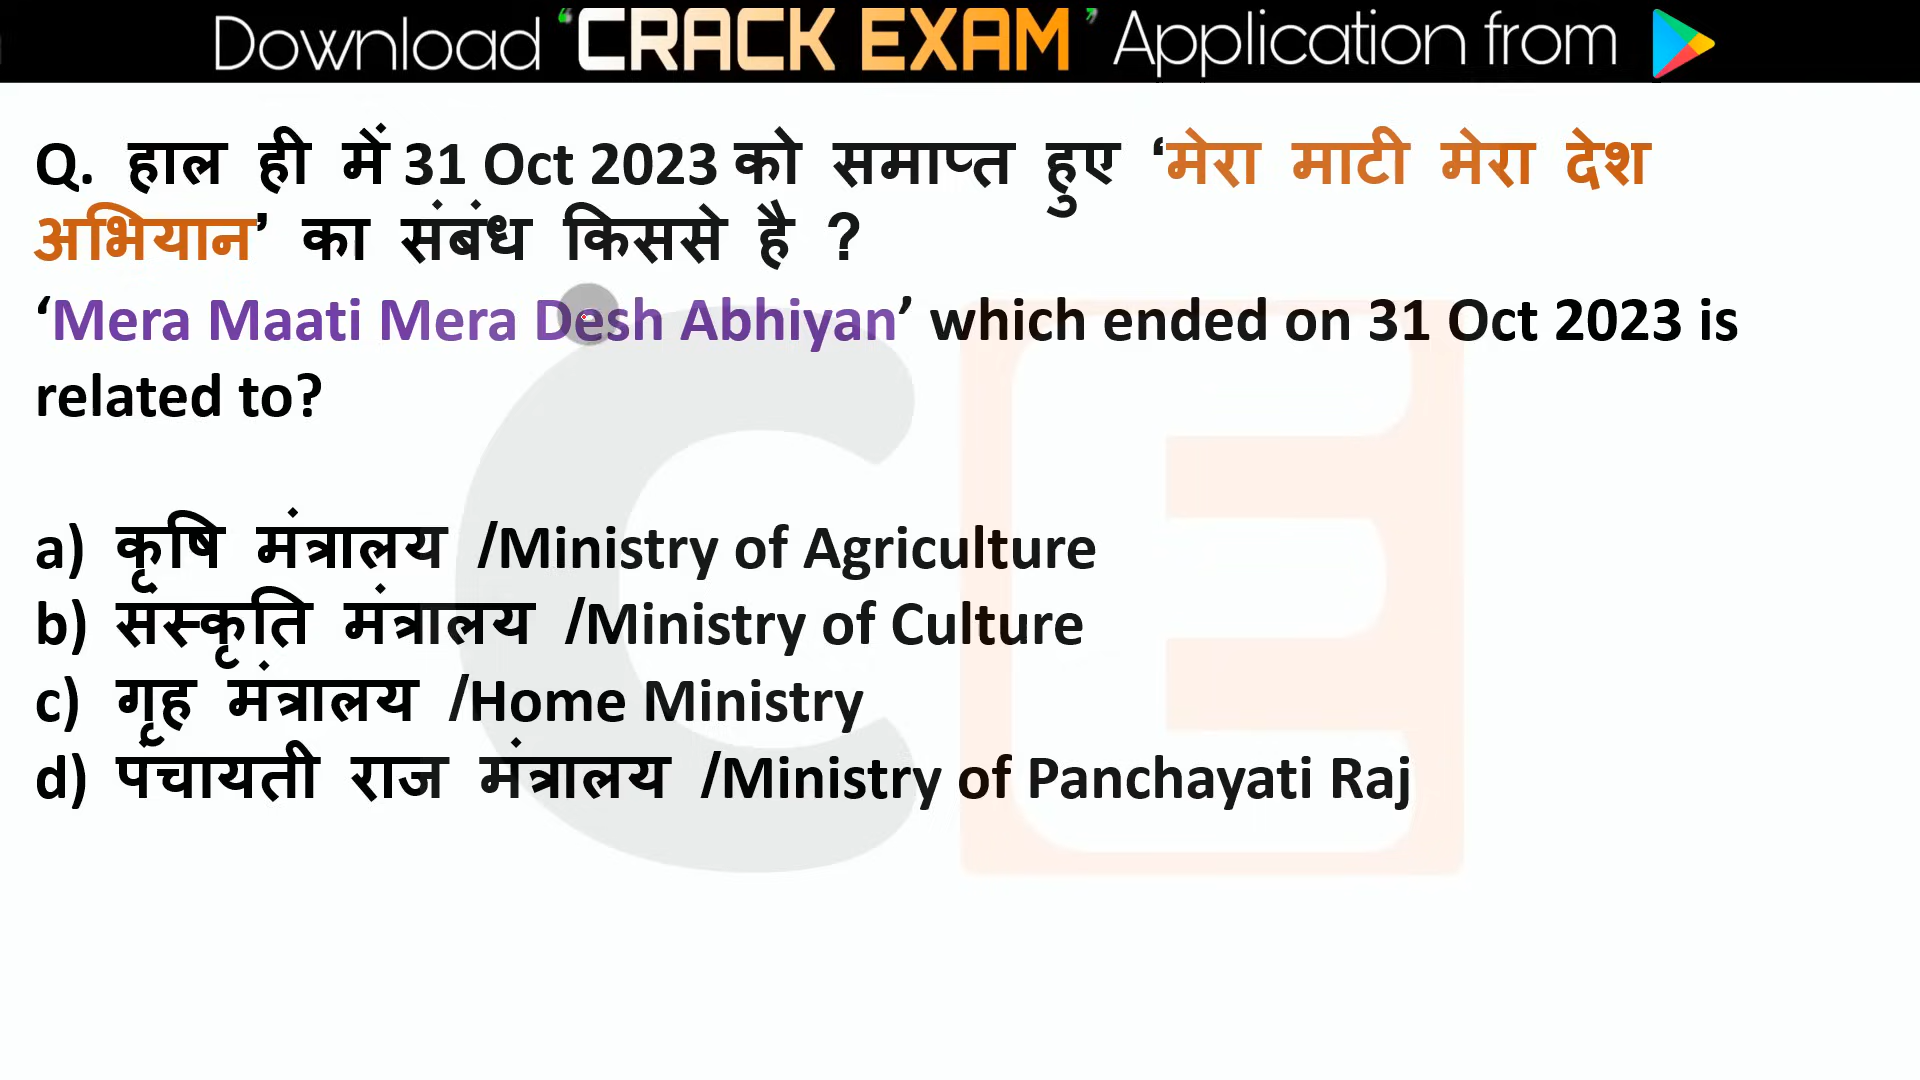 Download ‘CRACK EXAM’ Application from
Q. हाल ही में 31 Oct 2023 को समाप्त हुए ‘मेरा माटी मेरा देश
अभियान’ का संबंध किससे है ?
‘Mera Maati Mera Desh Abhiyan’ which ended on 31 Oct 2023 is
related to?
a) कृषि मंत्रालय /Ministry of Agriculture
b) संस्कृति मंत्रालय /Ministry of Culture
c) गृह मंत्रालय /Home Ministry
d) पंचायती राज मंत्रालय /Ministry of Panchayati Raj
CE